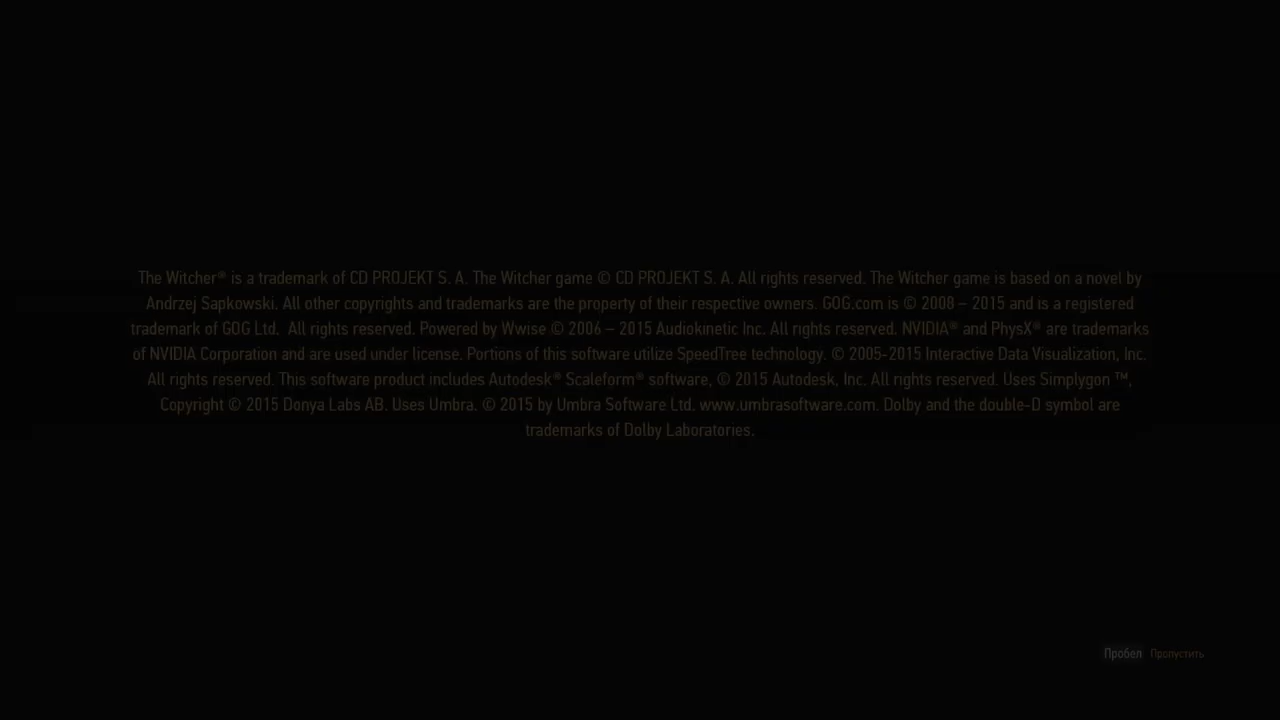 The Witcher® is a trademark of CD PROJEKT S. A. The Witcher game © CD PROJEKT S. A. All rights reserved. The Witcher game is based on a novel by
Andrzej Sapkowski. All other copyrights and trademarks are the property of their respective owners. GOG.com is © 2008 – 2015 and is a registered
trademark of GOG Ltd.  All rights reserved. Powered by Wwise © 2006 – 2015 Audiokinetic Inc. All rights reserved. NVIDIA® and PhysX® are trademarks
of NVIDIA Corporation and are used under license. Portions of this software utilize SpeedTree technology. © 2005-2015 Interactive Data Visualization, Inc.
All rights reserved. This software product includes Autodesk® Scaleform® software, © 2015 Autodesk, Inc. All rights reserved. Uses Simplygon ™,
Copyright © 2015 Donya Labs AB. Uses Umbra. © 2015 by Umbra Software Ltd. www.umbrasoftware.com. Dolby and the double-D symbol are
trademarks of Dolby Laboratories.
Пробел Пропустить